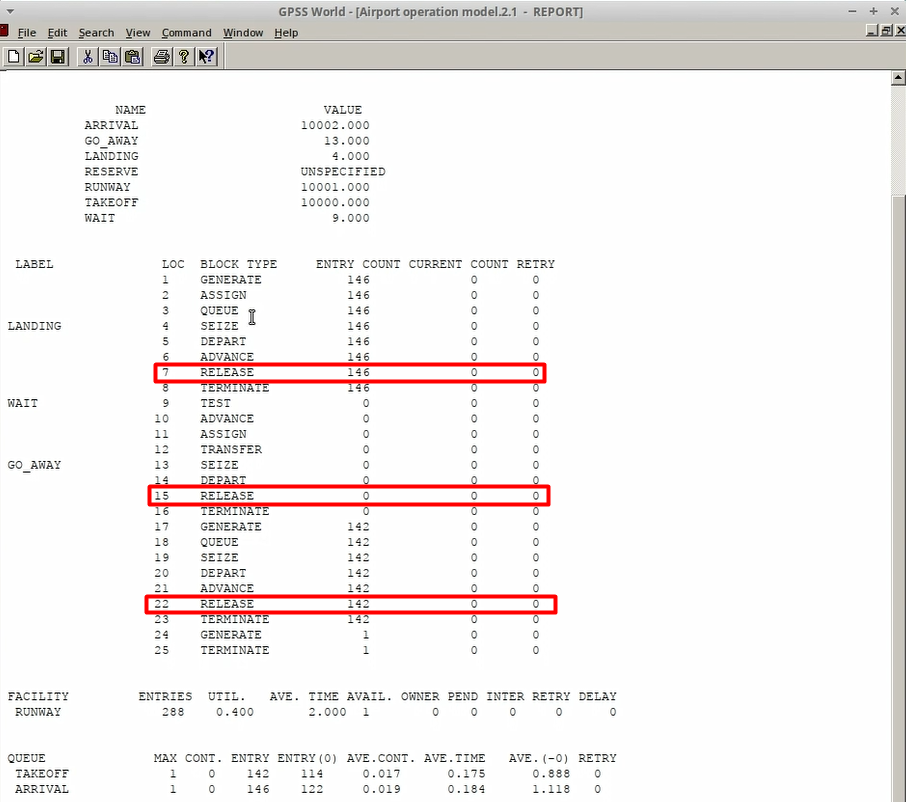 GPSS World - [Airport operation model.2.1 - REPORT]
File Edit Search View Command Window Help
NAME VALUE
ARRIVAL 10002.000
GO_AWAY 13.000
LANDING 4.000
RESERVE UNSPECIFIED
RUNWAY 10001.000
TAKEOFF 10000.000
WAIT 9.000
LABEL LOC BLOCK TYPE ENTRY COUNT CURRENT COUNT RETRY
1 GENERATE 146 0 0
2 ASSIGN 146 0 0
3 QUEUE 146 0 0
LANDING 4 SEIZE 146 0 0
5 DEPART 146 0 0
6 ADVANCE 146 0 0
7 RELEASE 146 0 0
8 TERMINATE 146 0 0
WAIT 9 TEST 0 0 0
10 ADVANCE 0 0 0
11 ASSIGN 0 0 0
12 TRANSFER 0 0 0
GO_AWAY 13 SEIZE 0 0 0
14 DEPART 0 0 0
15 RELEASE 0 0 0
16 TERMINATE 0 0 0
17 GENERATE 142 0 0
18 QUEUE 142 0 0
19 SEIZE 142 0 0
20 DEPART 142 0 0
21 ADVANCE 142 0 0
22 RELEASE 142 0 0
23 TERMINATE 142 0 0
24 GENERATE 1 0 0
25 TERMINATE 1 0 0
FACILITY ENTRIES UTIL. AVE. TIME AVAIL. OWNER PEND INTER RETRY DELAY
RUNWAY 288 0.400 2.000 1 0 0 0 0 0
QUEUE MAX CONT. ENTRY ENTRY(0) AVE.CONT. AVE.TIME AVE.(-0) RETRY
TAKEOFF 1 0 142 114 0.017 0.175 0.888 0
ARRIVAL 1 0 146 122 0.019 0.184 1.118 0